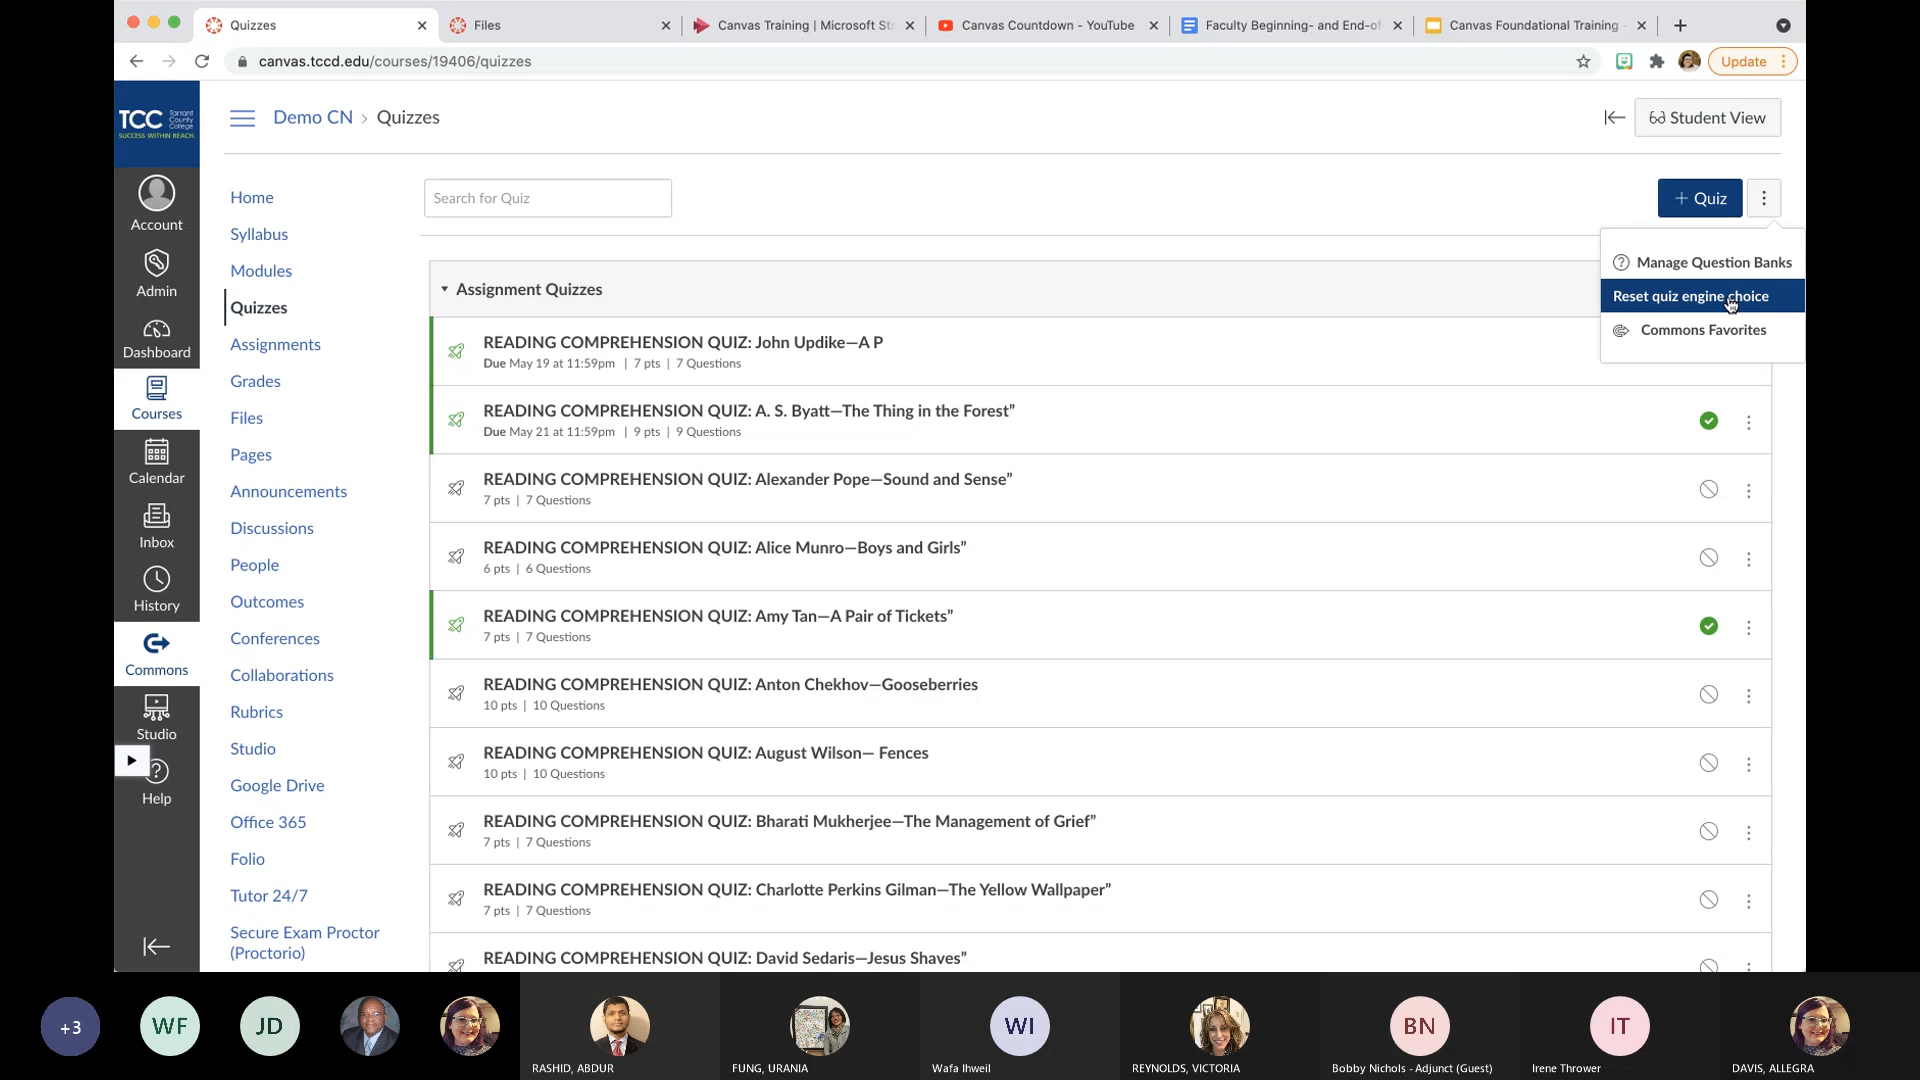 Quizzes
Files
Canvas Training | Microsoft Str
Canvas Countdown - YouTube
Faculty Beginning- and End-of
Canvas Foundational Training -
canvas.tccd.edu/courses/19406/quizzes
Update
TCC Tarrant County College
SUCCESS WITHIN REACH.
Demo CN › Quizzes
Student View
Account
Admin
Dashboard
Courses
Calendar
Inbox
History
Commons
Studio
Help
Home
Syllabus
Modules
Quizzes
Assignments
Grades
Files
Pages
Announcements
Discussions
People
Outcomes
Conferences
Collaborations
Rubrics
Studio
Google Drive
Office 365
Folio
Tutor 24/7
Secure Exam Proctor
(Proctorio)
Search for Quiz
+ Quiz
Manage Question Banks
Reset quiz engine choice
Commons Favorites
Assignment Quizzes
READING COMPREHENSION QUIZ: John Updike—A P
Due May 19 at 11:59pm | 7 pts | 7 Questions
READING COMPREHENSION QUIZ: A. S. Byatt—The Thing in the Forest”
Due May 21 at 11:59pm | 9 pts | 9 Questions
READING COMPREHENSION QUIZ: Alexander Pope—Sound and Sense”
7 pts | 7 Questions
READING COMPREHENSION QUIZ: Alice Munro—Boys and Girls”
6 pts | 6 Questions
READING COMPREHENSION QUIZ: Amy Tan—A Pair of Tickets”
7 pts | 7 Questions
READING COMPREHENSION QUIZ: Anton Chekhov—Gooseberries
10 pts | 10 Questions
READING COMPREHENSION QUIZ: August Wilson— Fences
10 pts | 10 Questions
READING COMPREHENSION QUIZ: Bharati Mukherjee—The Management of Grief”
7 pts | 7 Questions
READING COMPREHENSION QUIZ: Charlotte Perkins Gilman—The Yellow Wallpaper”
7 pts | 7 Questions
READING COMPREHENSION QUIZ: David Sedaris—Jesus Shaves”
+3
WF
JD
RASHID, ABDUR
FUNG, URANIA
WI
Wafa Ihweil
REYNOLDS, VICTORIA
BN
Bobby Nichols - Adjunct (Guest)
IT
Irene Thrower
DAVIS, ALLEGRA